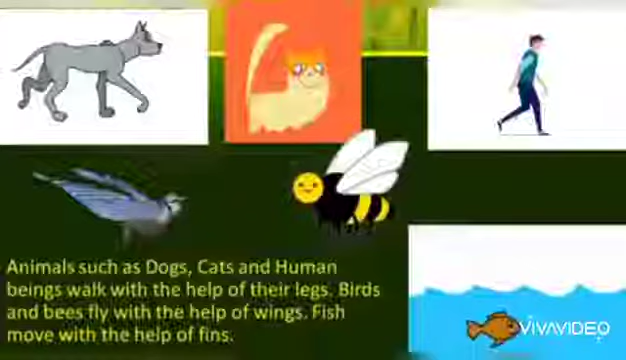 Animals such as Dogs, Cats and Human
beings walk with the help of their legs. Birds
and bees fly with the help of wings. Fish
move with the help of fins.
VIVAVIDEO